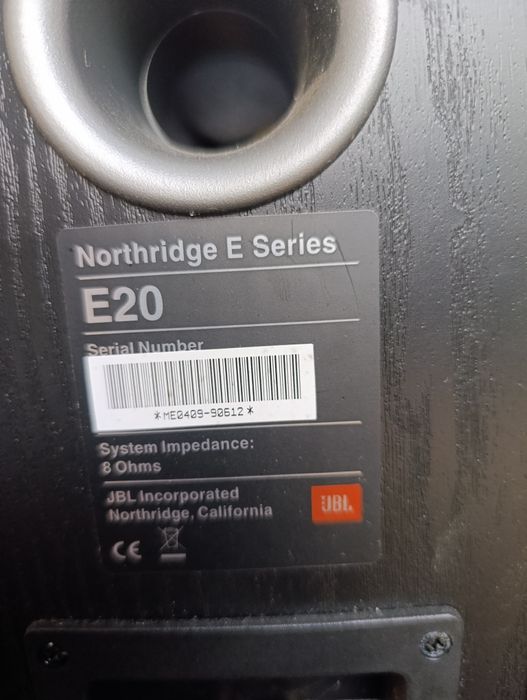 Northridge E Series
E20
Serial Number
*ME0409-90612*
System Impedance:
8 Ohms
JBL Incorporated
Northridge, California
JBL
CE